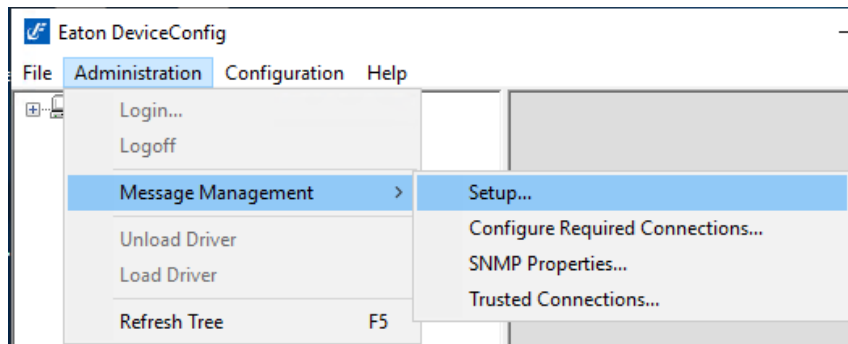 Eaton DeviceConfig
File Administration Configuration Help
Login...
Logoff
Message Management
Setup...
Configure Required Connections...
SNMP Properties...
Trusted Connections...
Unload Driver
Load Driver
Refresh Tree F5